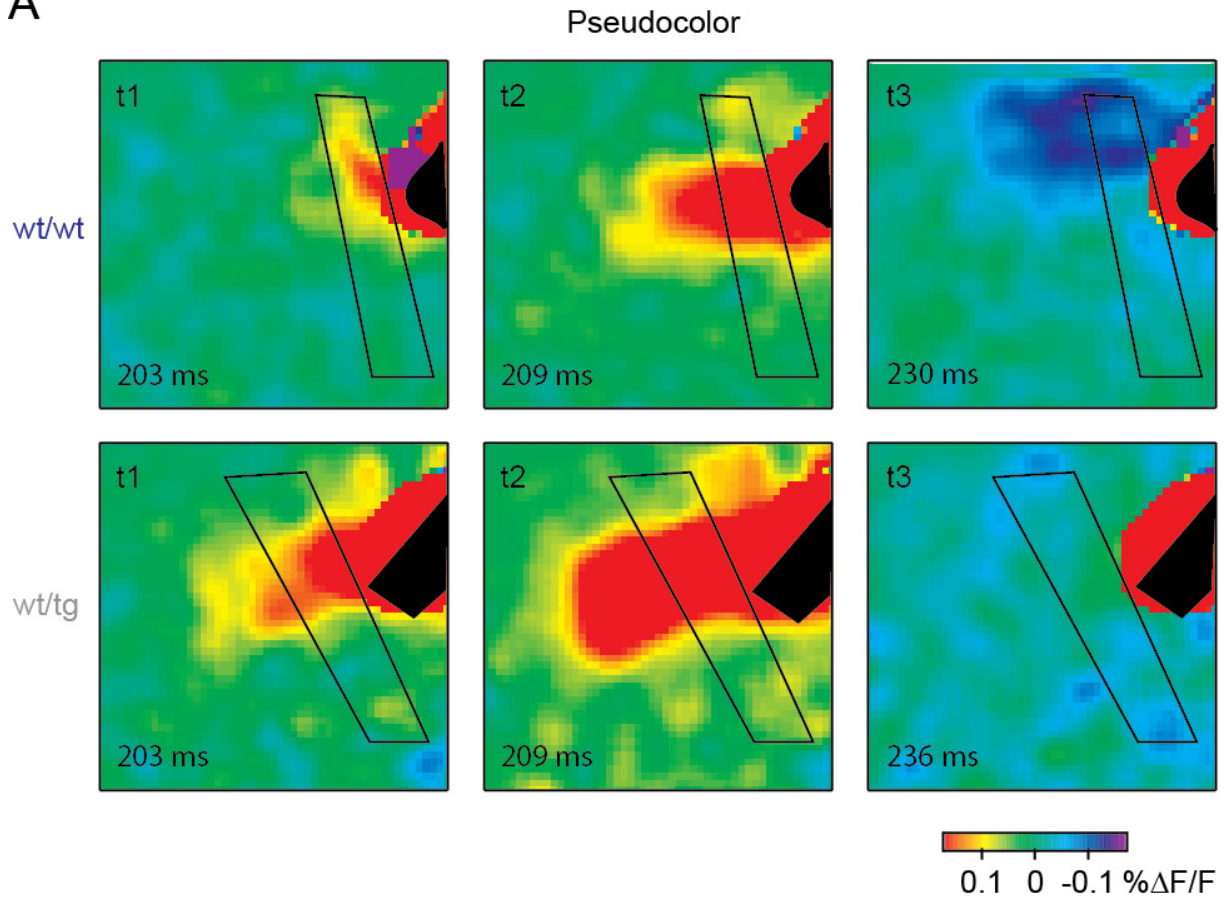 A
Pseudocolor
t1
t2
t3
wt/wt
203 ms
209 ms
230 ms
t1
t2
t3
wt/tg
203 ms
209 ms
236 ms
0.1 0 -0.1 %ΔF/F